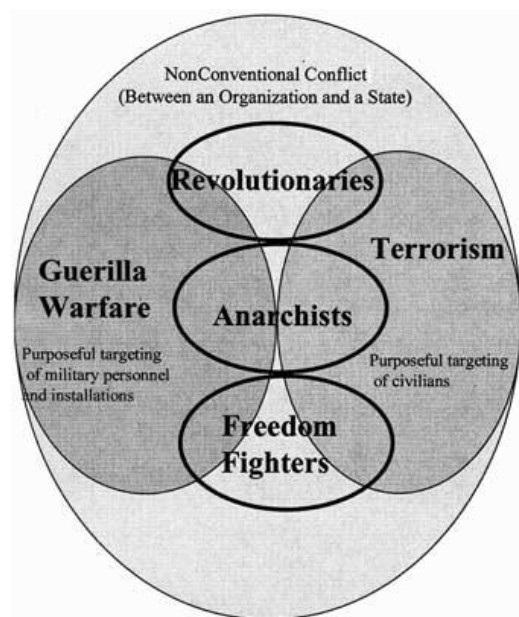 NonConventional Conflict
(Between an Organization and a State)
Revolutionaries
Guerilla
Warfare
Purposeful targeting
of military personnel
and installations
Terrorism
Purposeful targeting
of civilians
Anarchists
Freedom
Fighters